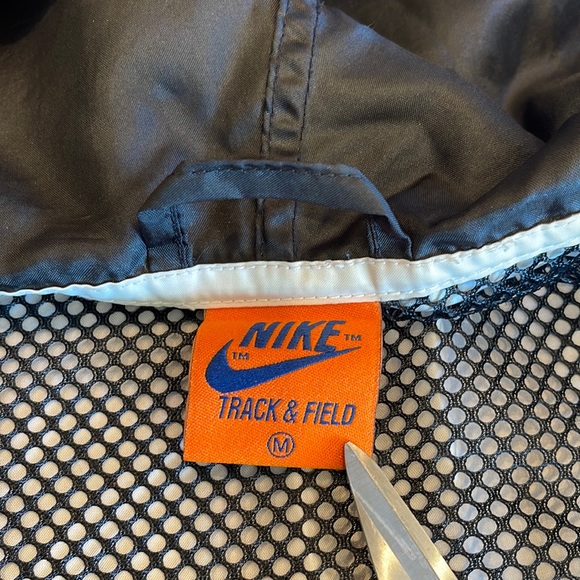 NIKE™
™
TRACK & FIELD
Ⓜ